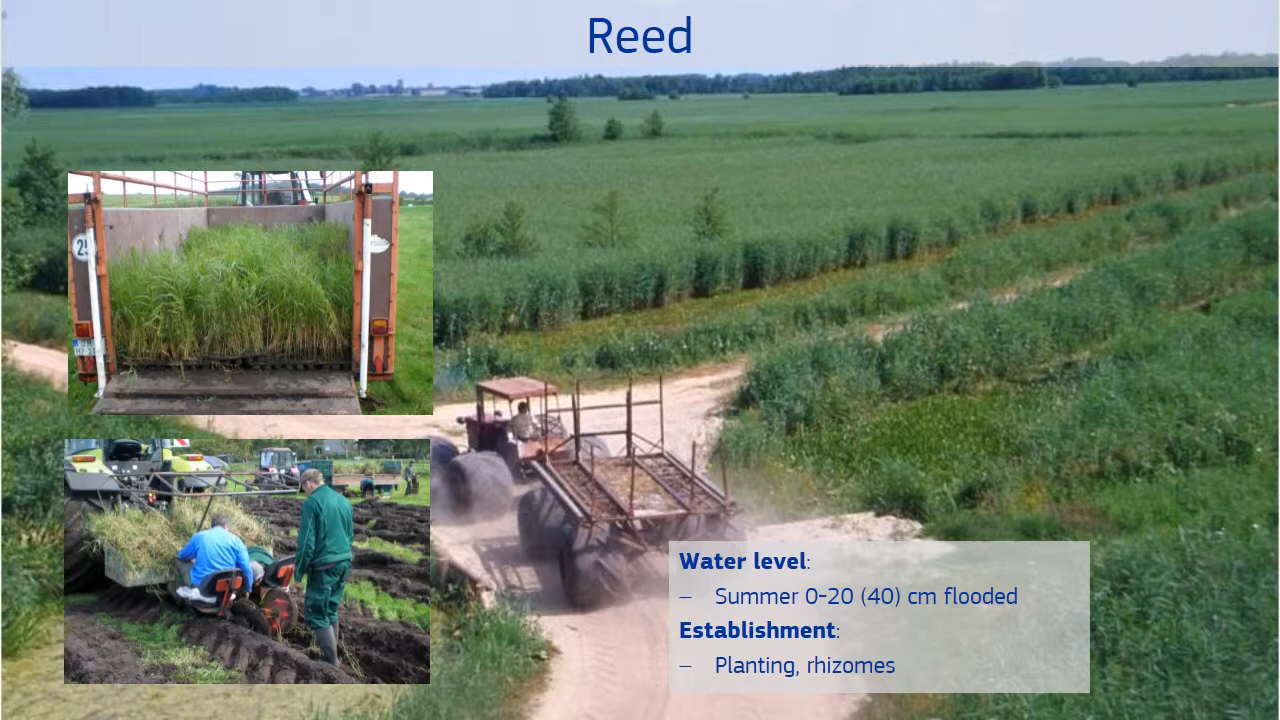 Reed
Water level:
– Summer 0-20 (40) cm flooded
Establishment:
– Planting, rhizomes